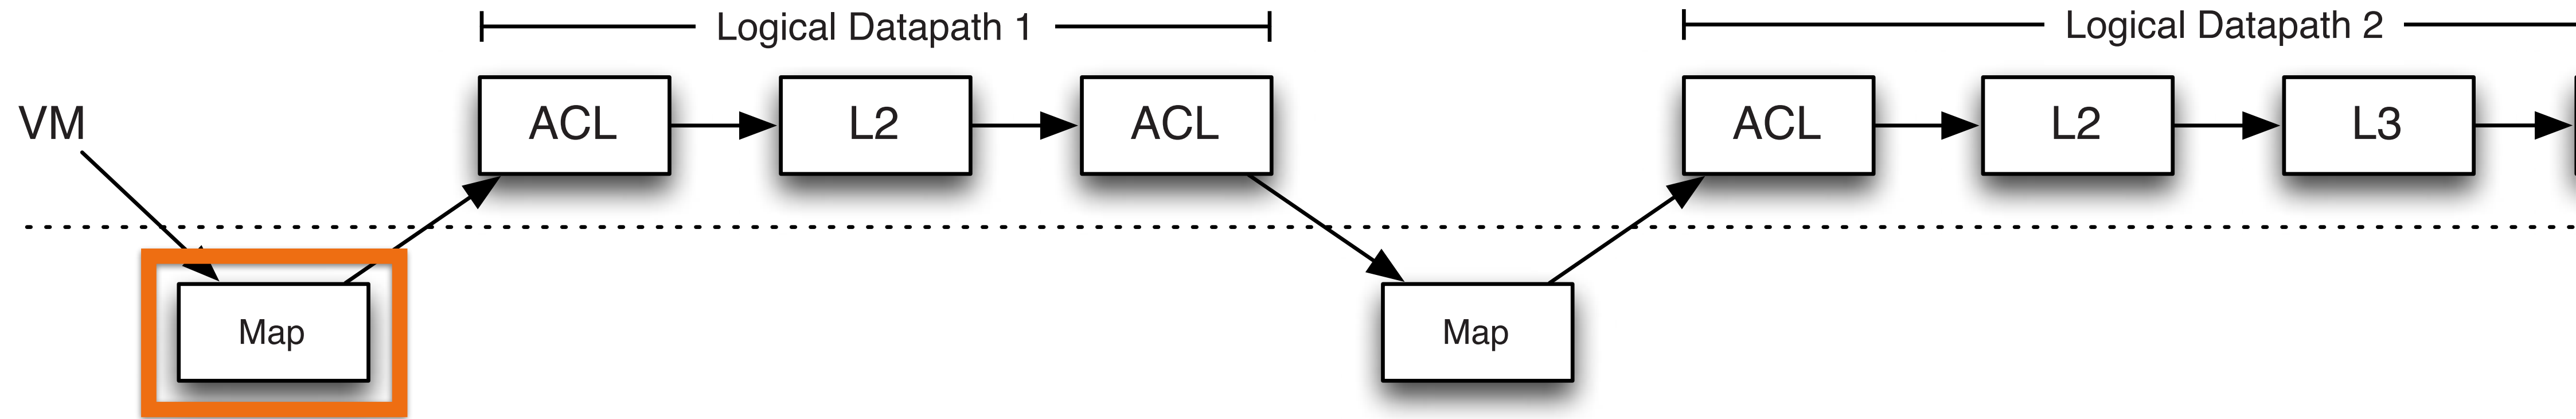 Logical Datapath 1
Logical Datapath 2
VM
ACL
L2
ACL
ACL
L2
L3
Map
Map